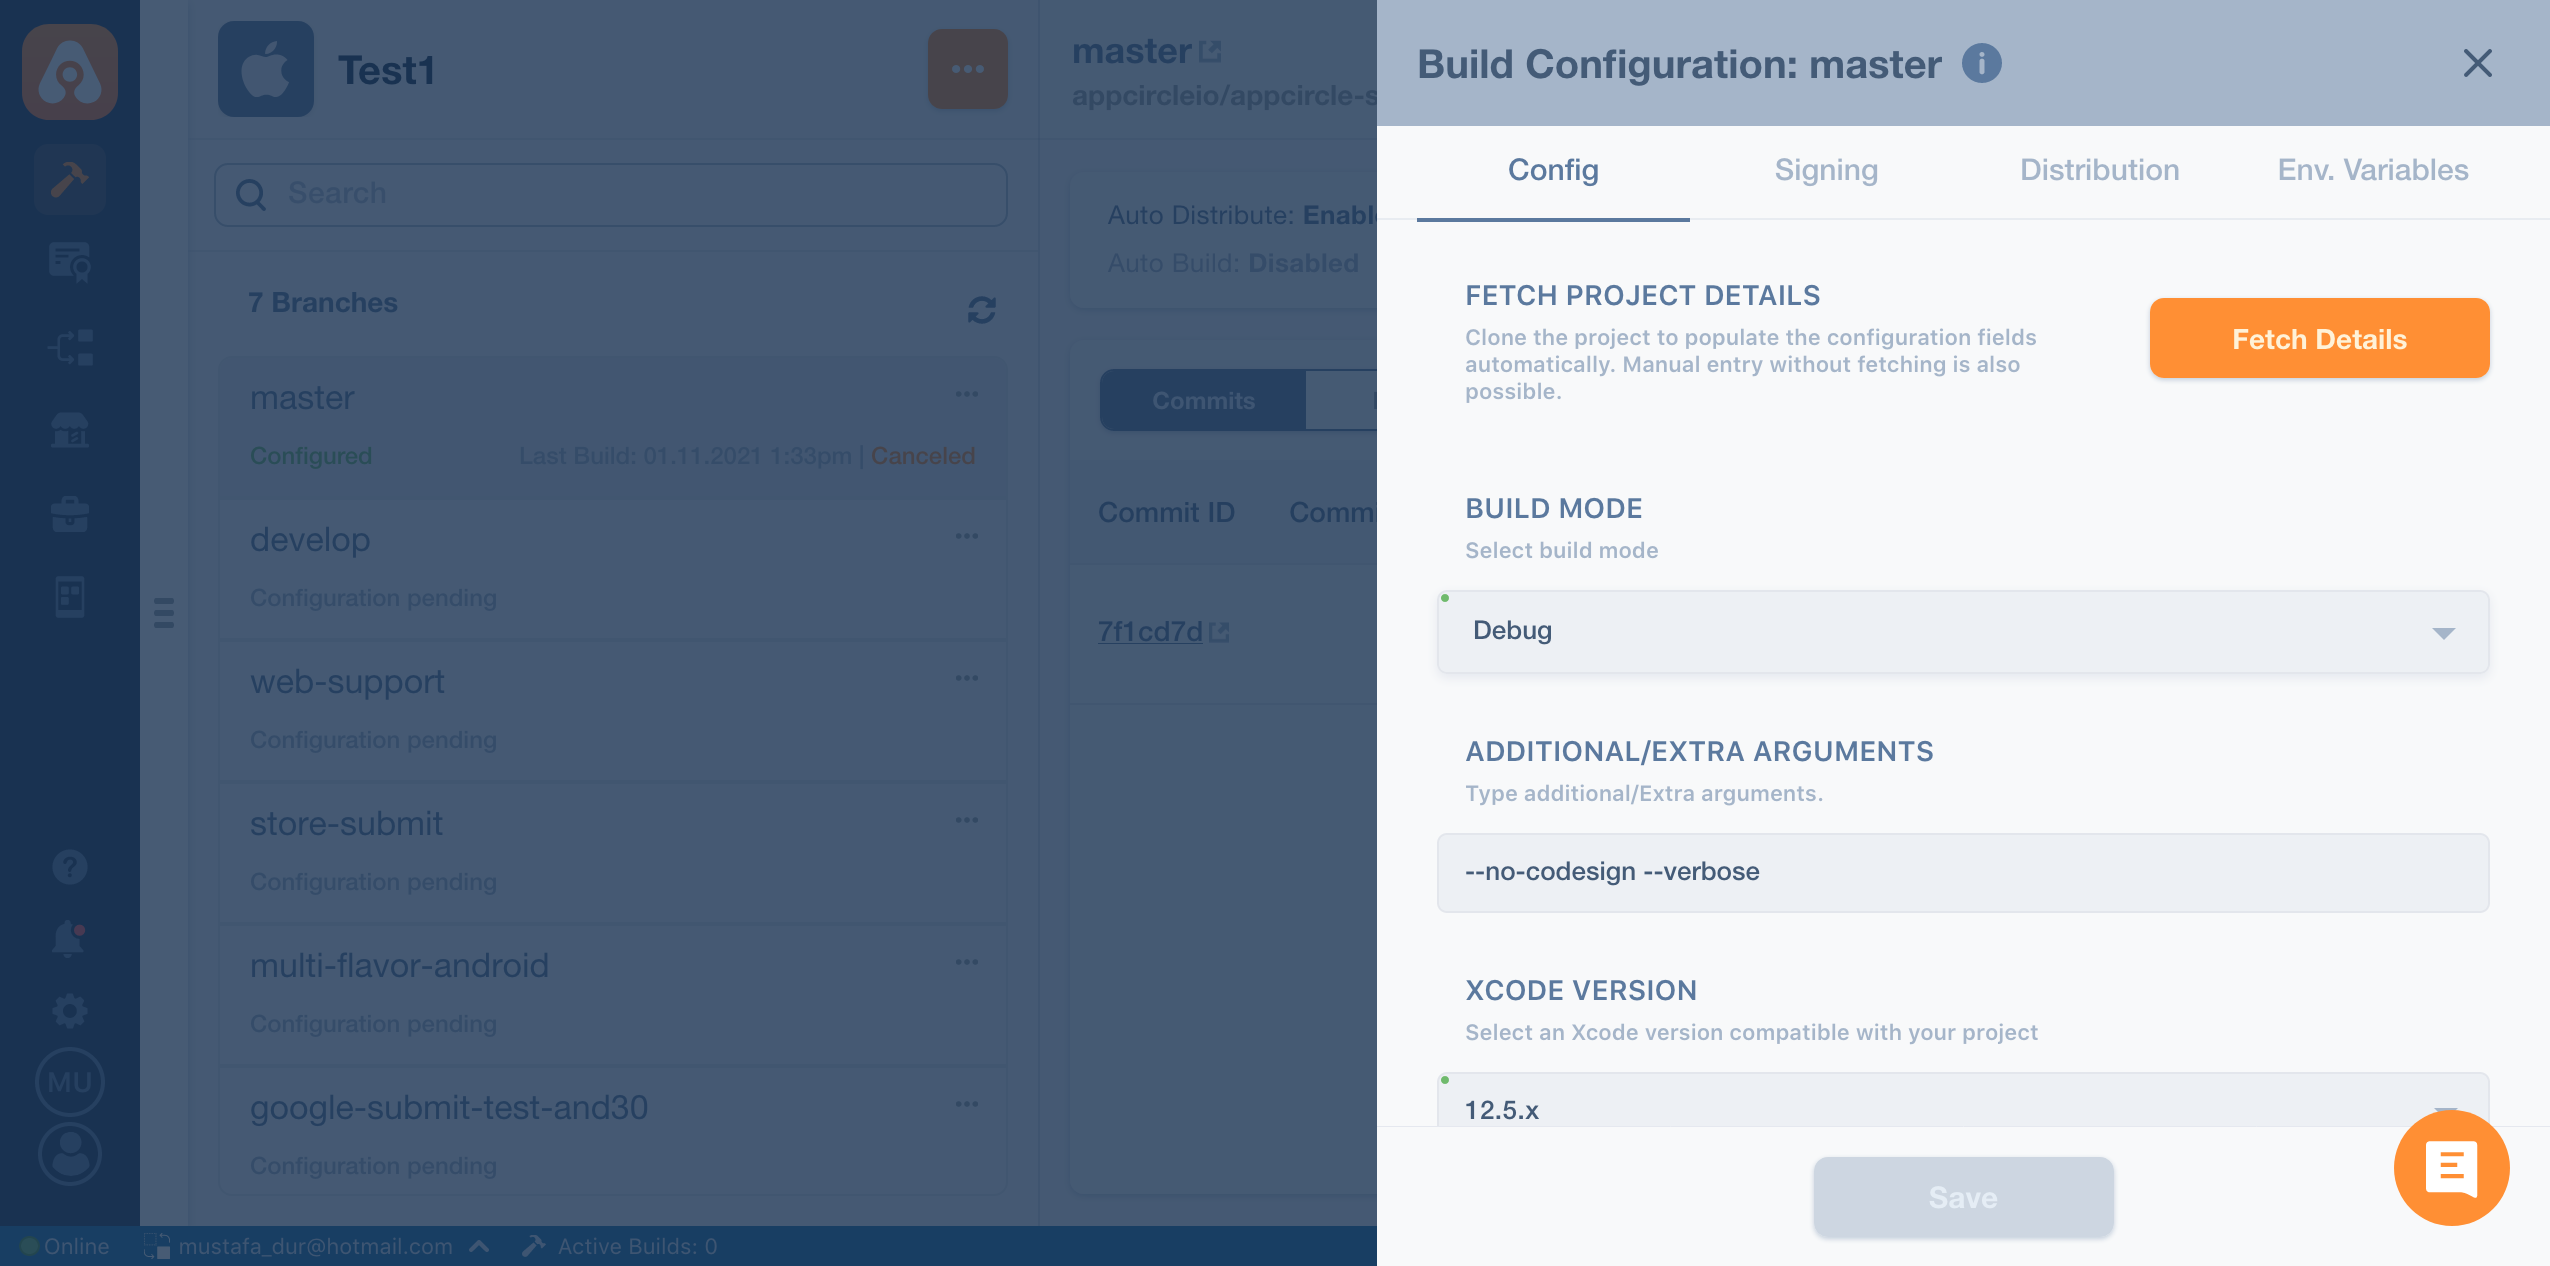 Test1
Search
7 Branches
master
Configured
Last Build: 01.11.2021 1:33pm | Canceled
develop
Configuration pending
web-support
Configuration pending
store-submit
Configuration pending
multi-flavor-android
Configuration pending
google-submit-test-and30
Configuration pending
MU
Online
mustafa_dur@hotmail.com
Active Builds: 0
master
appcircleio/appcircle-s
Auto Distribute: Enabl
Auto Build: Disabled
Commits
Commit ID
Commi
7f1cd7d
Build Configuration: master
Config
Signing
Distribution
Env. Variables
FETCH PROJECT DETAILS
Clone the project to populate the configuration fields
automatically. Manual entry without fetching is also
possible.
Fetch Details
BUILD MODE
Select build mode
Debug
ADDITIONAL/EXTRA ARGUMENTS
Type additional/Extra arguments.
--no-codesign --verbose
XCODE VERSION
Select an Xcode version compatible with your project
12.5.x
Save